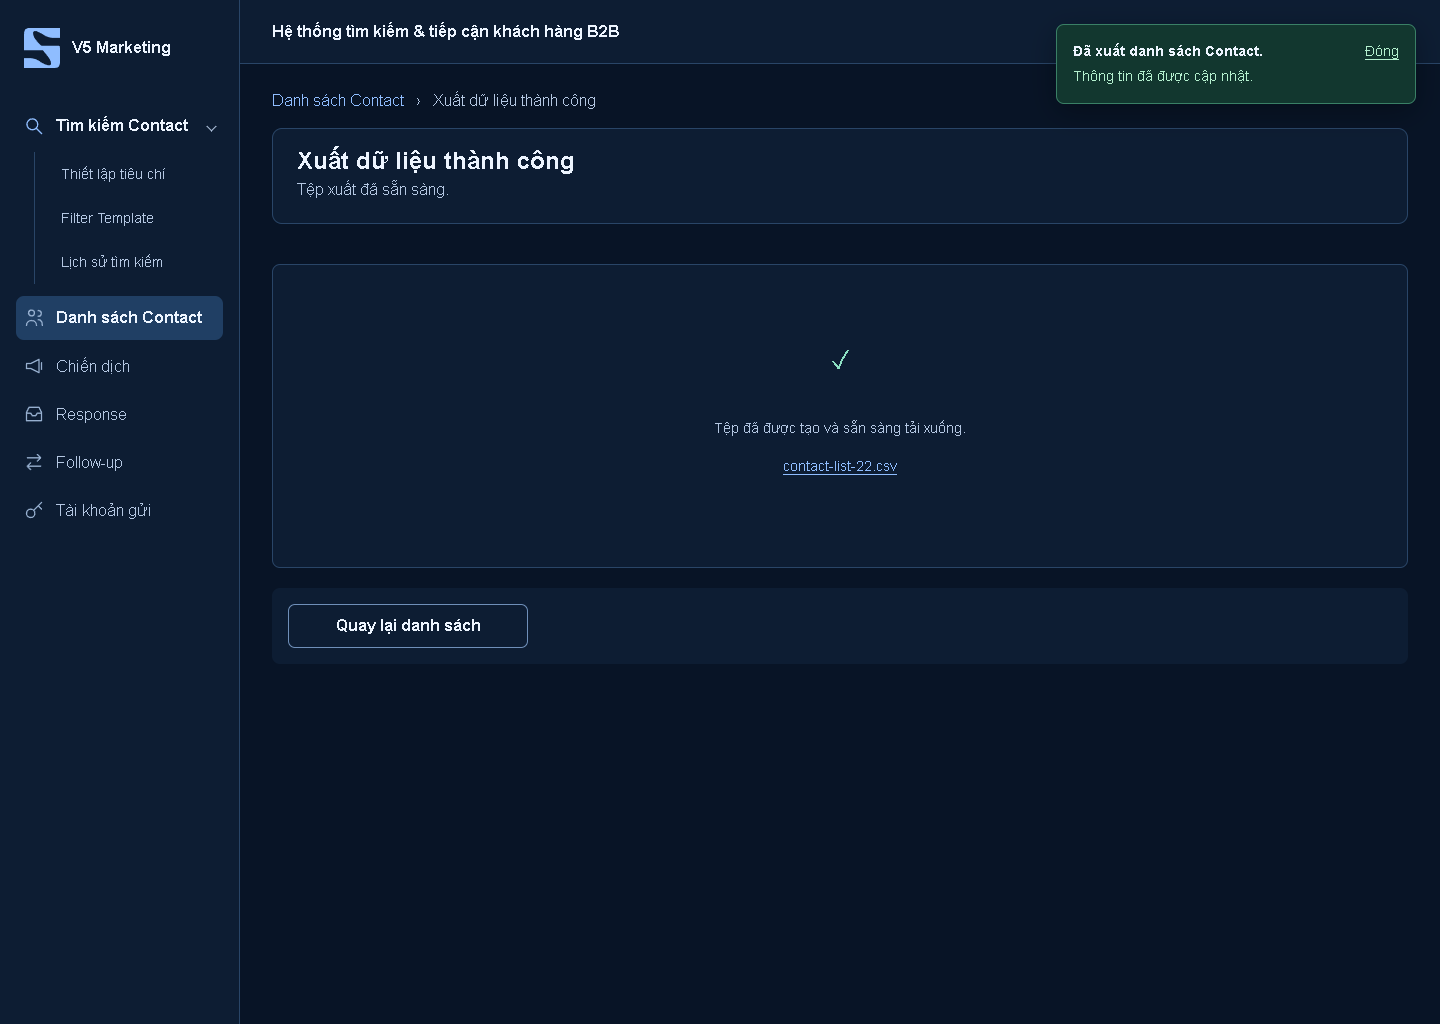 V5 Marketing
Tìm kiếm Contact
Thiết lập tiêu chí
Filter Template
Lịch sử tìm kiếm
Danh sách Contact
Chiến dịch
Response
Follow-up
Tài khoản gửi
Hệ thống tìm kiếm & tiếp cận khách hàng B2B
Đã xuất danh sách Contact. Đóng
Thông tin đã được cập nhật.
Danh sách Contact › Xuất dữ liệu thành công
Xuất dữ liệu thành công
Tệp xuất đã sẵn sàng.
Tệp đã được tạo và sẵn sàng tải xuống.
contact-list-22.csv
Quay lại danh sách